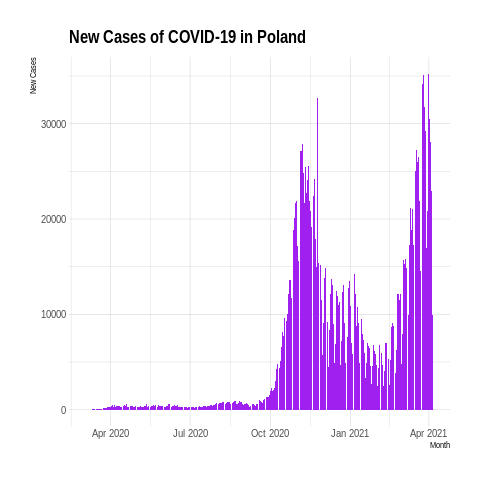 New Cases of COVID-19 in Poland
New Cases
30000
20000
10000
0
Apr 2020 Jul 2020 Oct 2020 Jan 2021 Apr 2021
Month